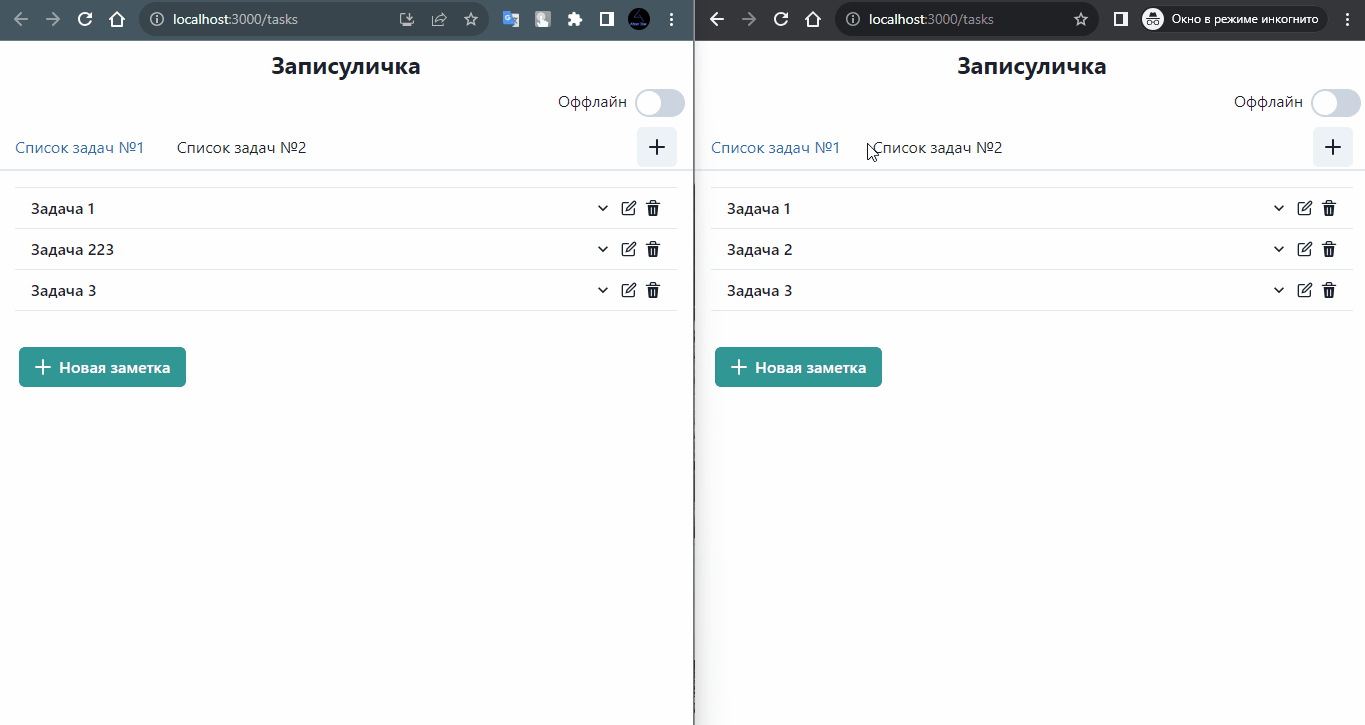 localhost:3000/tasks
Записуличка
Оффлайн
Список задач №1 Список задач №2
Задача 1
Задача 223
Задача 3
Новая заметка
localhost:3000/tasks Окно в режиме инкогнито
Записуличка
Оффлайн
Список задач №1 Список задач №2
Задача 1
Задача 2
Задача 3
Новая заметка